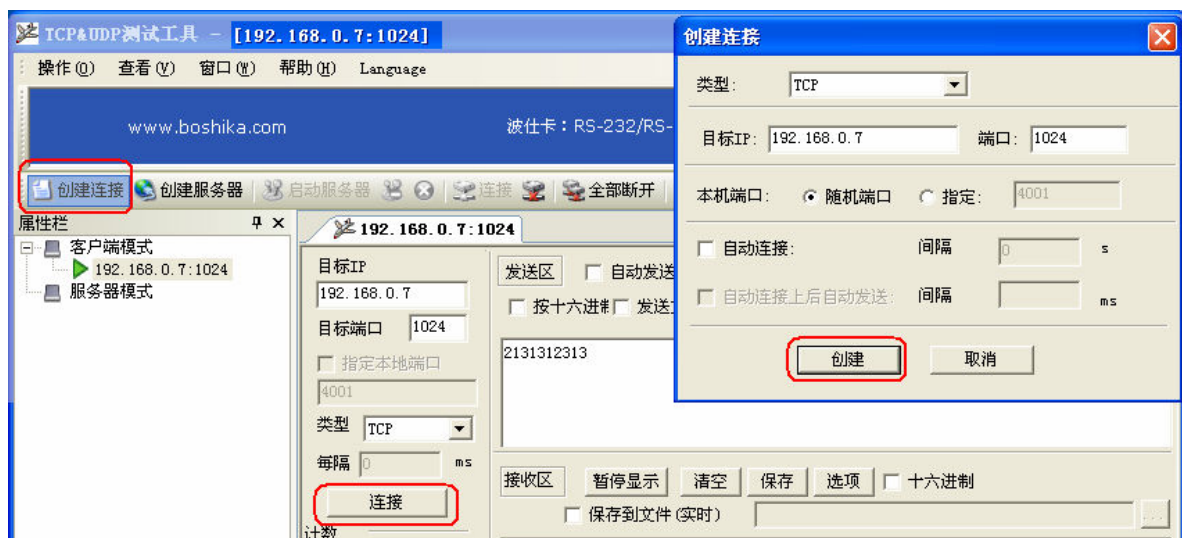 TCP&UDP测试工具 - [192.168.0.7:1024]
操作(O) 查看(V) 窗口(W) 帮助(H) Language
www.boshika.com 波仕卡：RS-232/RS-
创建连接 创建服务器 启动服务器 连接 全部断开
属性栏
客户端模式
192.168.0.7:1024
服务器模式
192.168.0.7:1024
目标IP
192.168.0.7
目标端口 1024
指定本地端口
4001
类型 TCP
每隔 0 ms
连接
计数
发送区 自动发送
按十六进制 发送
2131312313
接收区 暂停显示 清空 保存 选项 十六进制
保存到文件(实时) ...
创建连接
类型: TCP
目标IP: 192.168.0.7 端口: 1024
本机端口: 随机端口 指定: 4001
自动连接: 间隔 0 s
自动连接上后自动发送: 间隔 ms
创建 取消